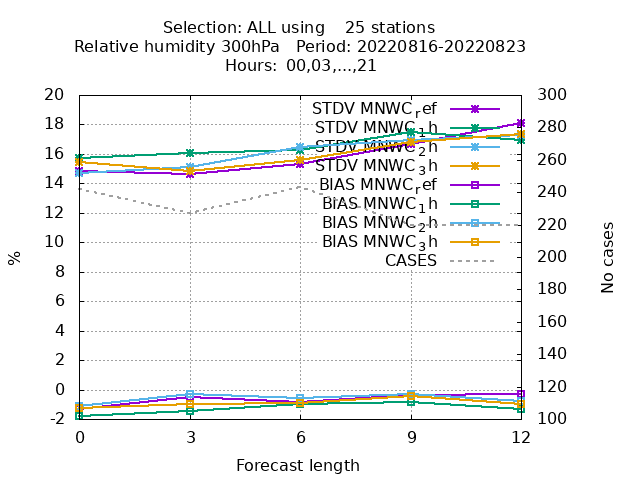 Selection: ALL using    25 stations
Relative humidity 300hPa   Period: 20220816-20220823
Hours: 00,03,...,21
STDV MNWC_ref
STDV MNWC_1h
STDV MNWC_2h
STDV MNWC_3h
BIAS MNWC_ref
BIAS MNWC_1h
BIAS MNWC_2h
BIAS MNWC_3h
CASES
20
18
16
14
12
10
8
6
4
2
0
-2
%
300
280
260
240
220
200
180
160
140
120
100
No cases
0 3 6 9 12
Forecast length